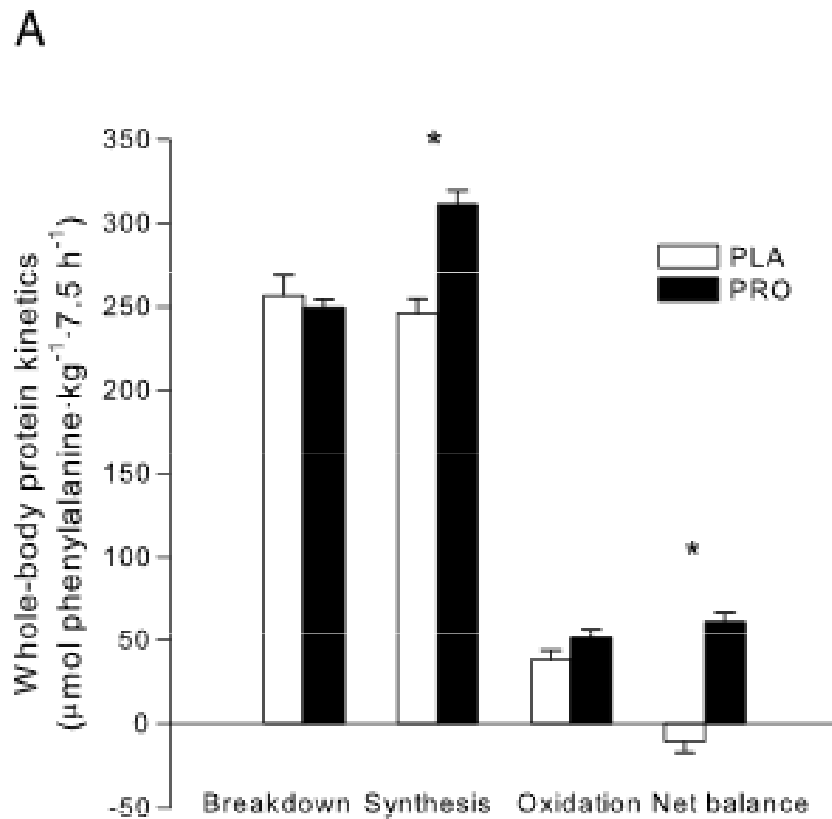 A
Whole-body protein kinetics
(μmol phenylalanine·kg⁻¹·7.5 h⁻¹)
350
300
250
200
150
100
50
0
-50
*
*
PLA
PRO
Breakdown Synthesis Oxidation Net balance